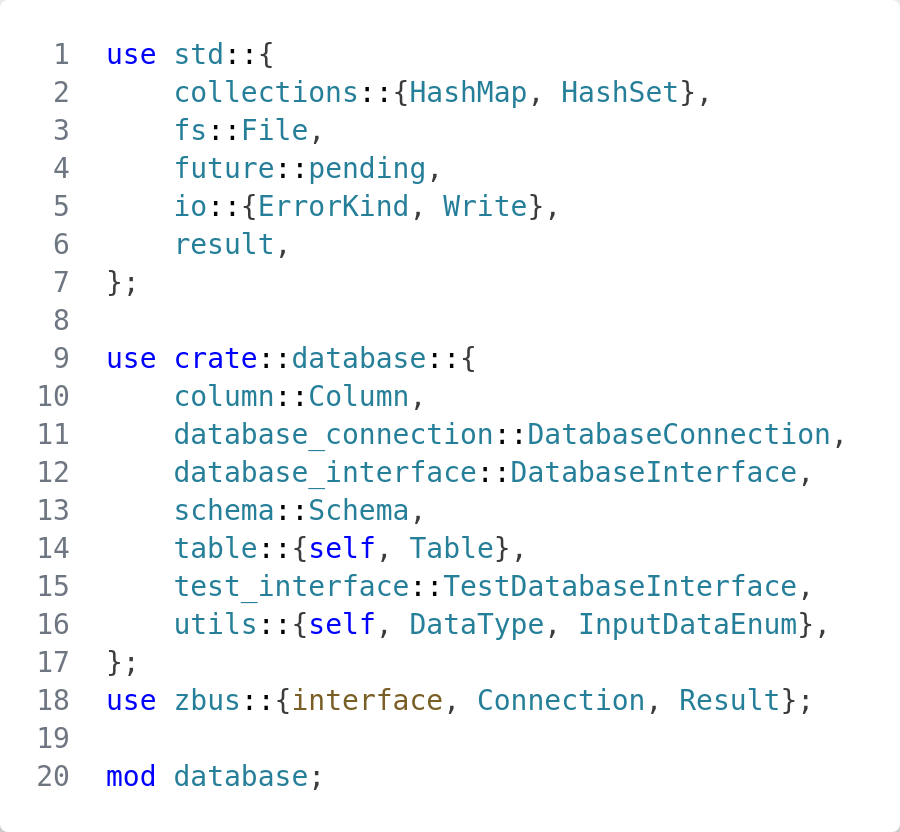 1 use std::{
2     collections::{HashMap, HashSet},
3     fs::File,
4     future::pending,
5     io::{ErrorKind, Write},
6     result,
7 };
8
9 use crate::database::{
10     column::Column,
11     database_connection::DatabaseConnection,
12     database_interface::DatabaseInterface,
13     schema::Schema,
14     table::{self, Table},
15     test_interface::TestDatabaseInterface,
16     utils::{self, DataType, InputDataEnum},
17 };
18 use zbus::{interface, Connection, Result};
19
20 mod database;